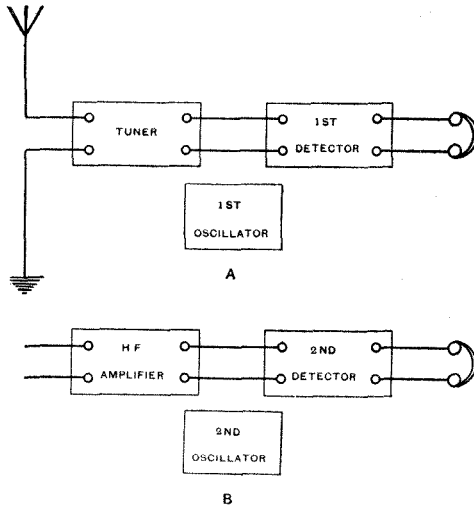 TUNER
1ST
DETECTOR
1ST
OSCILLATOR
A
HF
AMPLIFIER
2ND
DETECTOR
2ND
OSCILLATOR
B